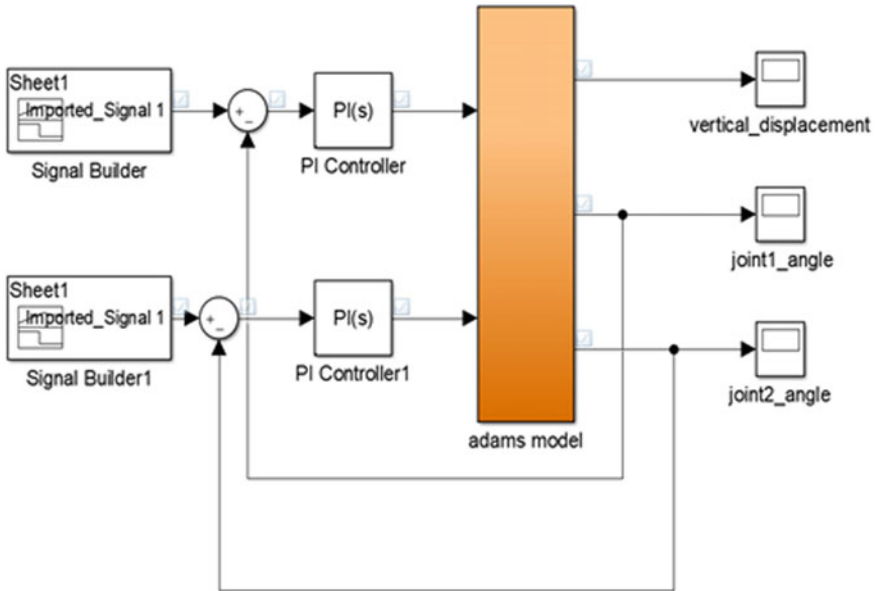 Sheet1
Imported_Signal 1
Signal Builder
+
−
PI(s)
PI Controller
vertical_displacement
joint1_angle
Sheet1
Imported_Signal 1
Signal Builder1
+
−
PI(s)
PI Controller1
joint2_angle
adams model